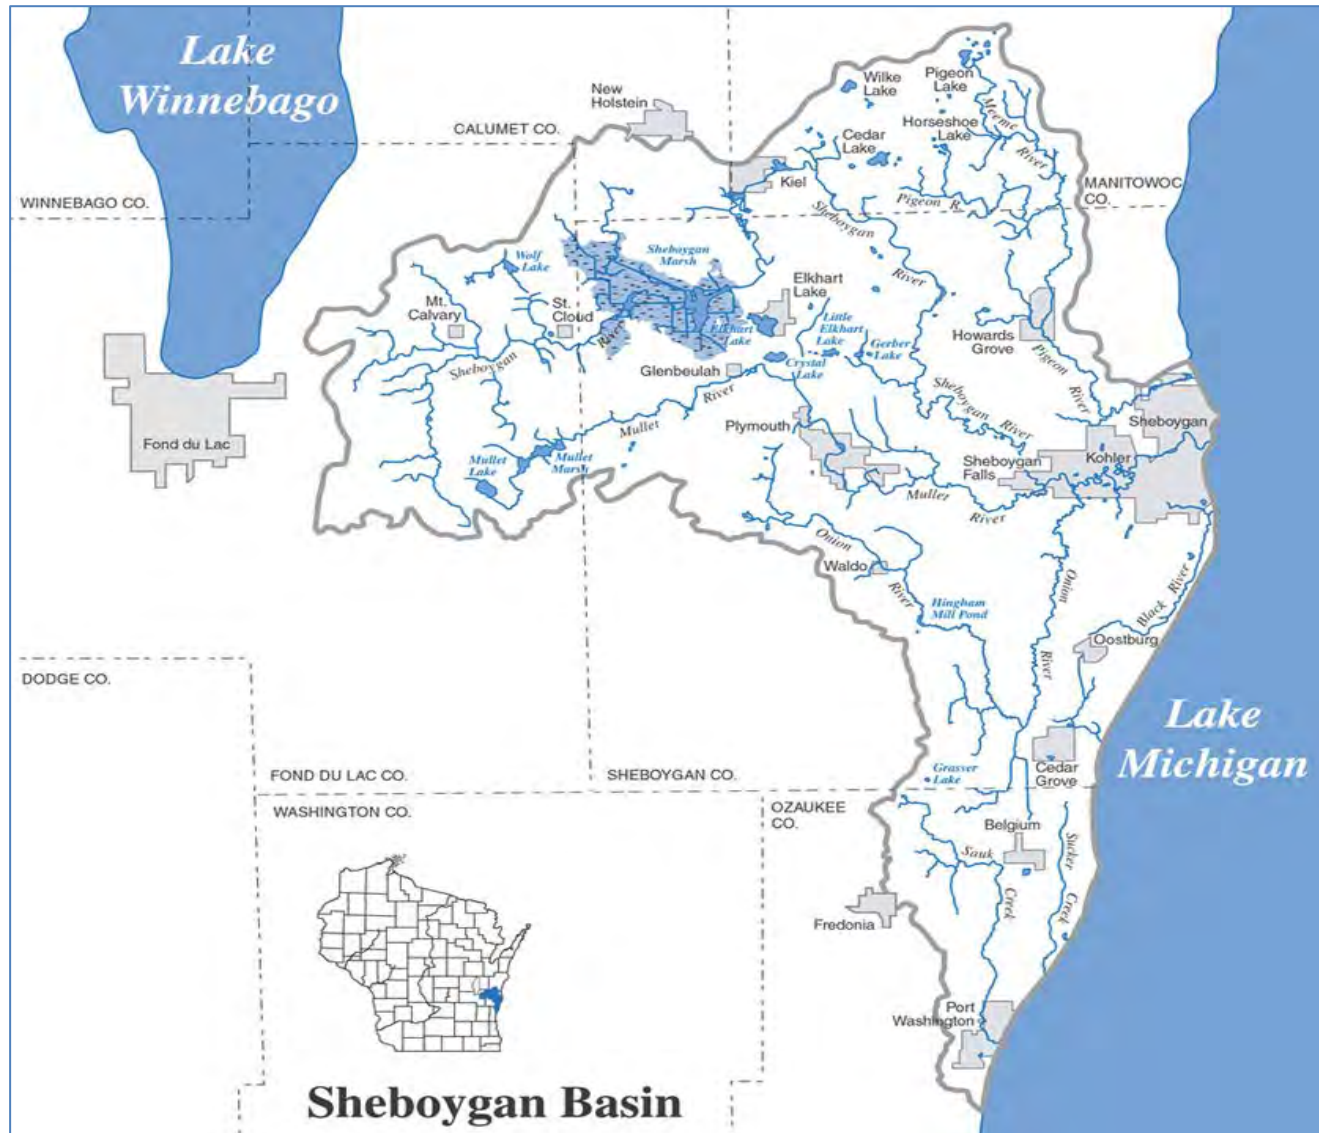 Lake
Winnebago
New
Holstein
CALUMET CO.
WINNEBAGO CO.
Wilke
Lake
Pigeon
Lake
Meeme
River
Horseshoe
Lake
Cedar
Lake
Kiel
Pigeon R.
MANITOWOC
CO.
Sheboygan
River
Sheboygan
Marsh
Wolf
Lake
Mt.
Calvary
St.
Cloud
Sheboygan
River
Elkhart
Lake
Elkhart
Lake
Little
Elkhart
Lake
Gerber
Lake
Crystal
Lake
Glenbeulah
Howards
Grove
Pigeon
River
Sheboygan
River
Sheboygan
Fond du Lac
Mullet
River
Mullet
Lake
Mullet
Marsh
Plymouth
Sheboygan
Falls
Kohler
Mullet
River
Onion
River
Waldo
Hingham
Mill Pond
Onion
River
Black River
Oostburg
DODGE CO.
Lake
Michigan
FOND DU LAC CO.
SHEBOYGAN CO.
Grasser
Lake
Cedar
Grove
WASHINGTON CO.
OZAUKEE
CO.
Belgium
Sauk
Creek
Sucker
Creek
Fredonia
Port
Washington
Sheboygan Basin